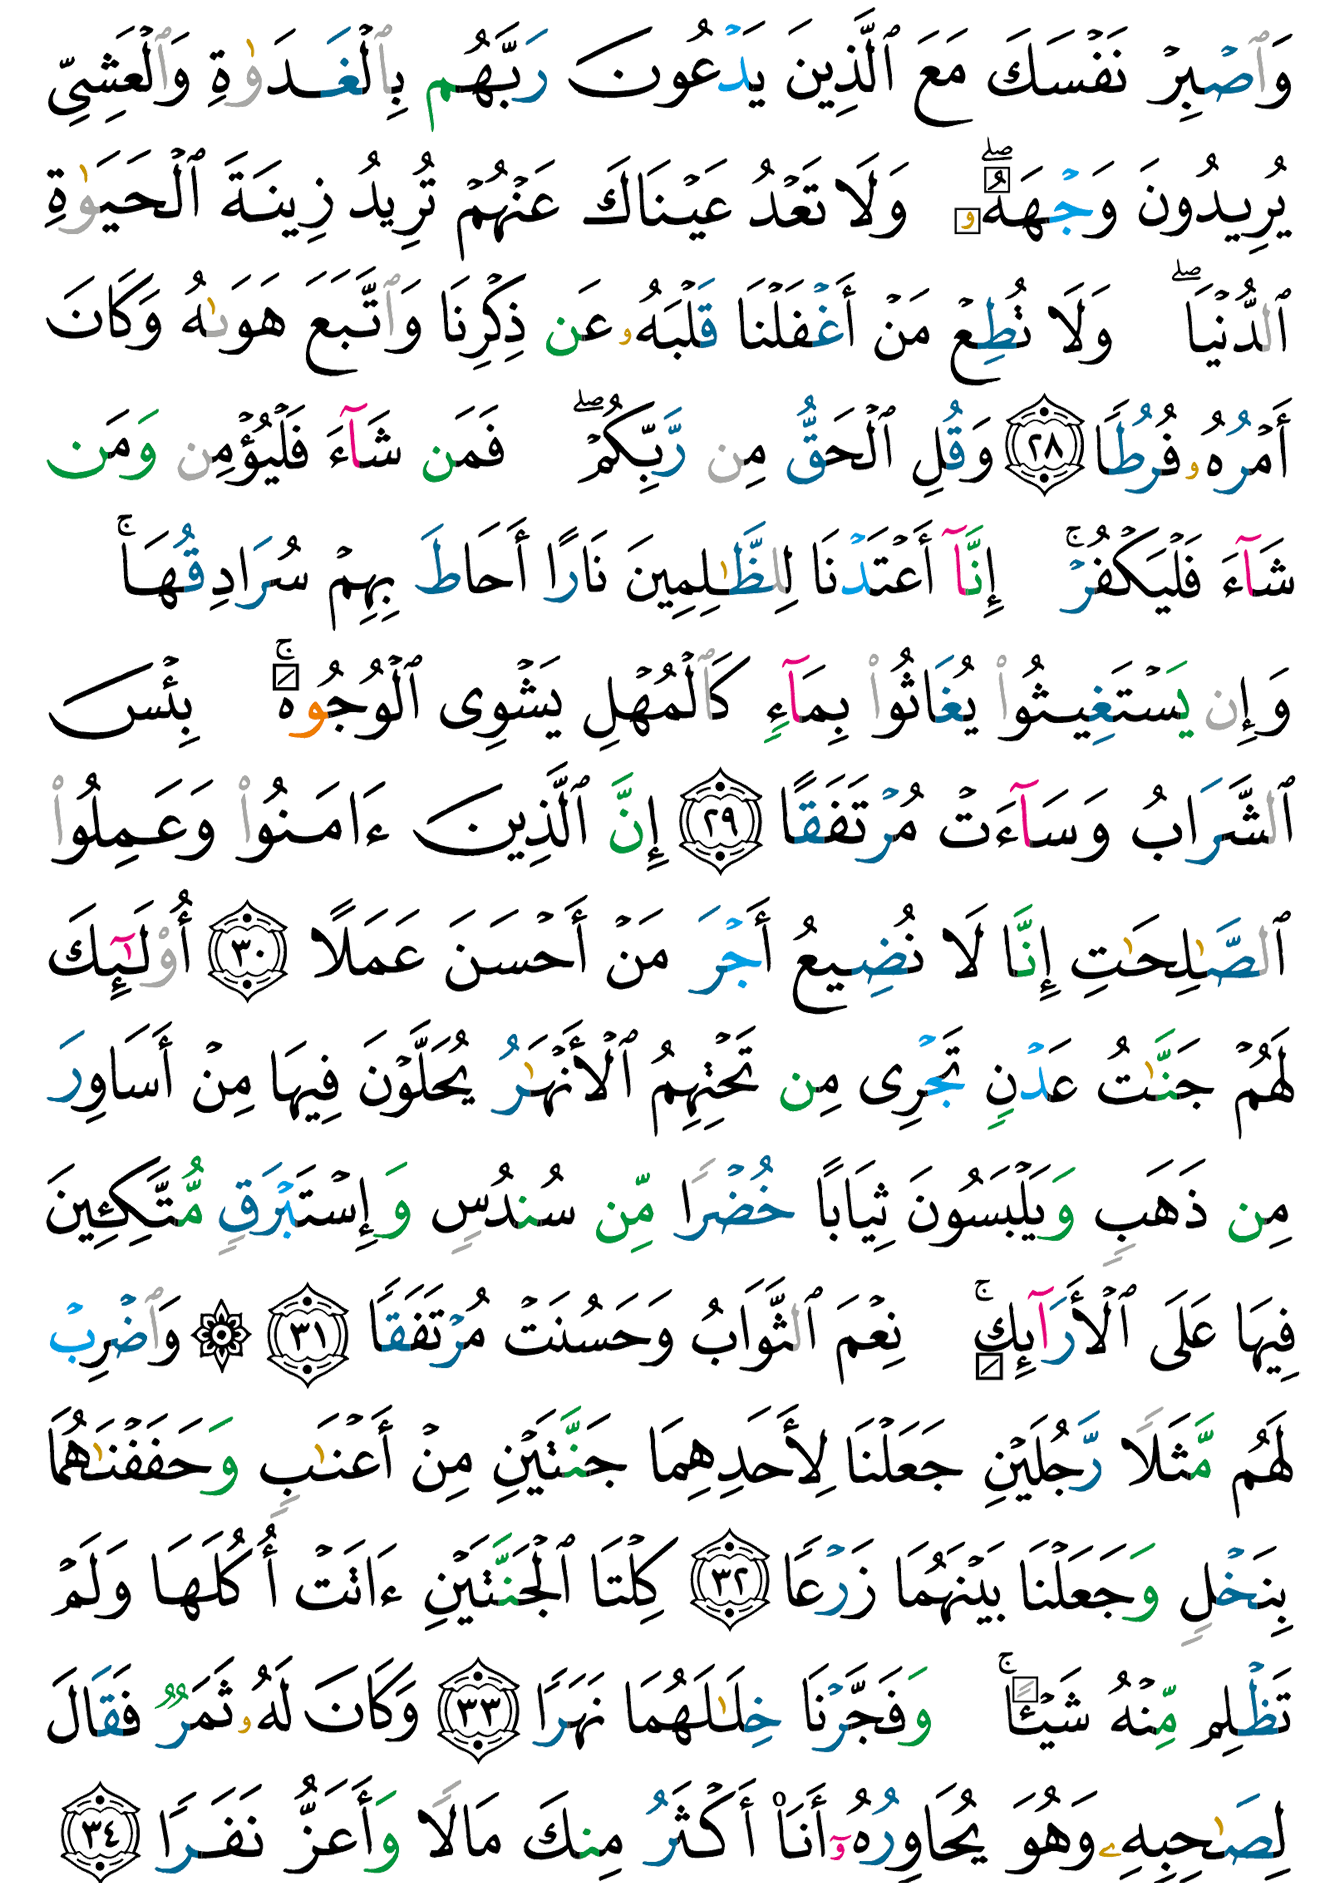 وَٱصۡبِرۡ نَفۡسَكَ مَعَ ٱلَّذِينَ يَدۡعُونَ رَبَّهُم بِٱلۡغَدَوٰةِ وَٱلۡعَشِىِّ
يُرِيدُونَ وَجۡهَهُۥۖ وَلَا تَعۡدُ عَيۡنَاكَ عَنۡهُمۡ تُرِيدُ زِينَةَ ٱلۡحَيَوٰةِ
ٱلدُّنۡيَاۖ وَلَا تُطِعۡ مَنۡ أَغۡفَلۡنَا قَلۡبَهُۥ عَن ذِكۡرِنَا وَٱتَّبَعَ هَوَىٰهُ وَكَانَ
أَمۡرُهُۥ فُرُطٗا ٢٨ وَقُلِ ٱلۡحَقُّ مِن رَّبِّكُمۡۖ فَمَن شَآءَ فَلۡيُؤۡمِن وَمَن
شَآءَ فَلۡيَكۡفُرۡۚ إِنَّآ أَعۡتَدۡنَا لِلظَّٰلِمِينَ نَارًا أَحَاطَ بِهِمۡ سُرَادِقُهَاۚ
وَإِن يَسۡتَغِيثُواْ يُغَاثُواْ بِمَآءٖ كَٱلۡمُهۡلِ يَشۡوِى ٱلۡوُجُوهَۚ بِئۡسَ
ٱلشَّرَابُ وَسَآءَتۡ مُرۡتَفَقًا ٢٩ إِنَّ ٱلَّذِينَ ءَامَنُواْ وَعَمِلُواْ
ٱلصَّٰلِحَٰتِ إِنَّا لَا نُضِيعُ أَجۡرَ مَنۡ أَحۡسَنَ عَمَلًا ٣٠ أُوْلَٰٓئِكَ
لَهُمۡ جَنَّٰتُ عَدۡنٖ تَجۡرِى مِن تَحۡتِهِمُ ٱلۡأَنۡهَٰرُ يُحَلَّوۡنَ فِيهَا مِنۡ أَسَاوِرَ
مِن ذَهَبٖ وَيَلۡبَسُونَ ثِيَابًا خُضۡرٗا مِّن سُندُسٖ وَإِسۡتَبۡرَقٖ مُّتَّكِـِٔينَ
فِيهَا عَلَى ٱلۡأَرَآئِكِۚ نِعۡمَ ٱلثَّوَابُ وَحَسُنَتۡ مُرۡتَفَقٗا ٣١ ۞ وَٱضۡرِبۡ
لَهُم مَّثَلٗا رَّجُلَيۡنِ جَعَلۡنَا لِأَحَدِهِمَا جَنَّتَيۡنِ مِنۡ أَعۡنَٰبٖ وَحَفَفۡنَٰهُمَا
بِنَخۡلٖ وَجَعَلۡنَا بَيۡنَهُمَا زَرۡعٗا ٣٢ كِلۡتَا ٱلۡجَنَّتَيۡنِ ءَاتَتۡ أُكُلَهَا وَلَمۡ
تَظۡلِم مِّنۡهُ شَيۡـٔٗاۚ وَفَجَّرۡنَا خِلَٰلَهُمَا نَهَرٗا ٣٣ وَكَانَ لَهُۥ ثَمَرٞ فَقَالَ
لِصَٰحِبِهِۦ وَهُوَ يُحَاوِرُهُۥٓ أَنَا۠ أَكۡثَرُ مِنكَ مَالٗا وَأَعَزُّ نَفَرٗا ٣٤